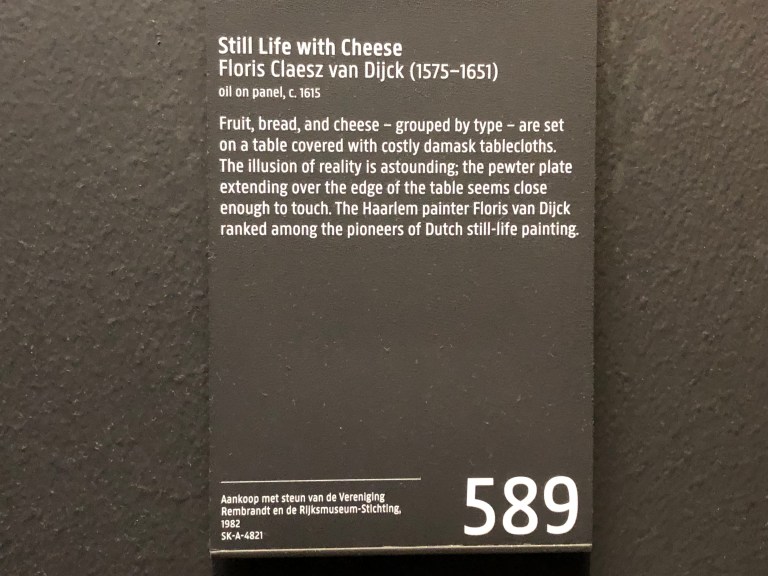 Still Life with Cheese
Floris Claesz van Dijck (1575–1651)
oil on panel, c. 1615
Fruit, bread, and cheese – grouped by type – are set
on a table covered with costly damask tablecloths.
The illusion of reality is astounding; the pewter plate
extending over the edge of the table seems close
enough to touch. The Haarlem painter Floris van Dijck
ranked among the pioneers of Dutch still-life painting.
Aankoop met steun van de Vereniging
Rembrandt en de Rijksmuseum-Stichting,
1982
SK-A-4821
589